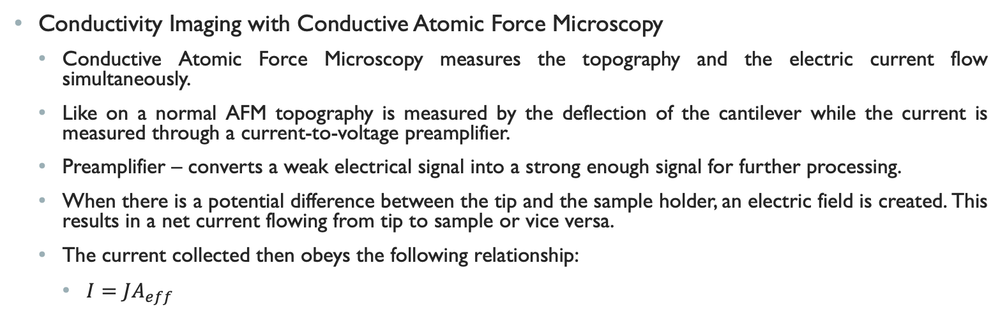 • Conductivity Imaging with Conductive Atomic Force Microscopy
• Conductive Atomic Force Microscopy measures the topography and the electric current flow
simultaneously.
• Like on a normal AFM topography is measured by the deflection of the cantilever while the current is
measured through a current-to-voltage preamplifier.
• Preamplifier – converts a weak electrical signal into a strong enough signal for further processing.
• When there is a potential difference between the tip and the sample holder, an electric field is created. This
results in a net current flowing from tip to sample or vice versa.
• The current collected then obeys the following relationship:
• $I = JA_{eff}$